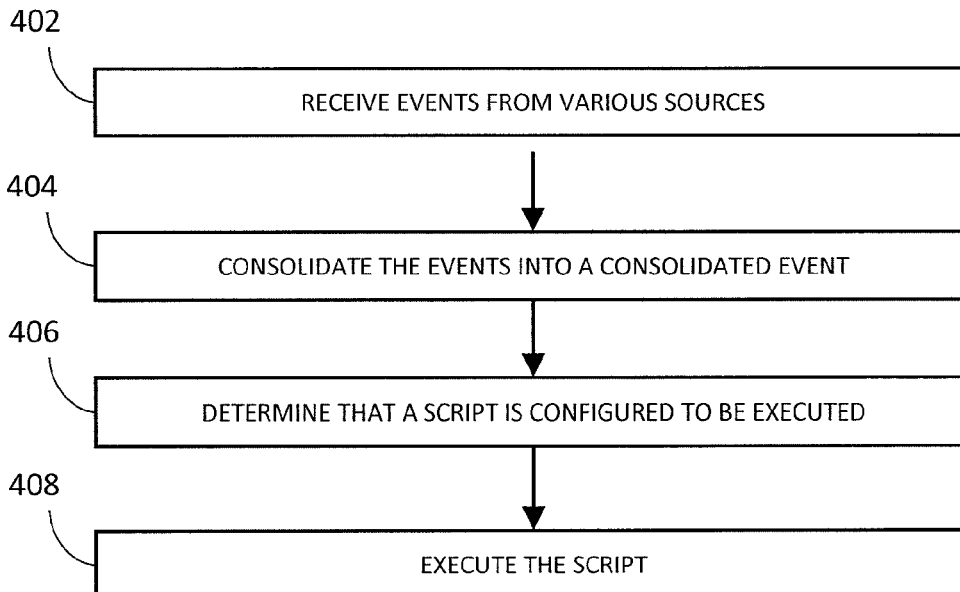 402
RECEIVE EVENTS FROM VARIOUS SOURCES
404
CONSOLIDATE THE EVENTS INTO A CONSOLIDATED EVENT
406
DETERMINE THAT A SCRIPT IS CONFIGURED TO BE EXECUTED
408
EXECUTE THE SCRIPT